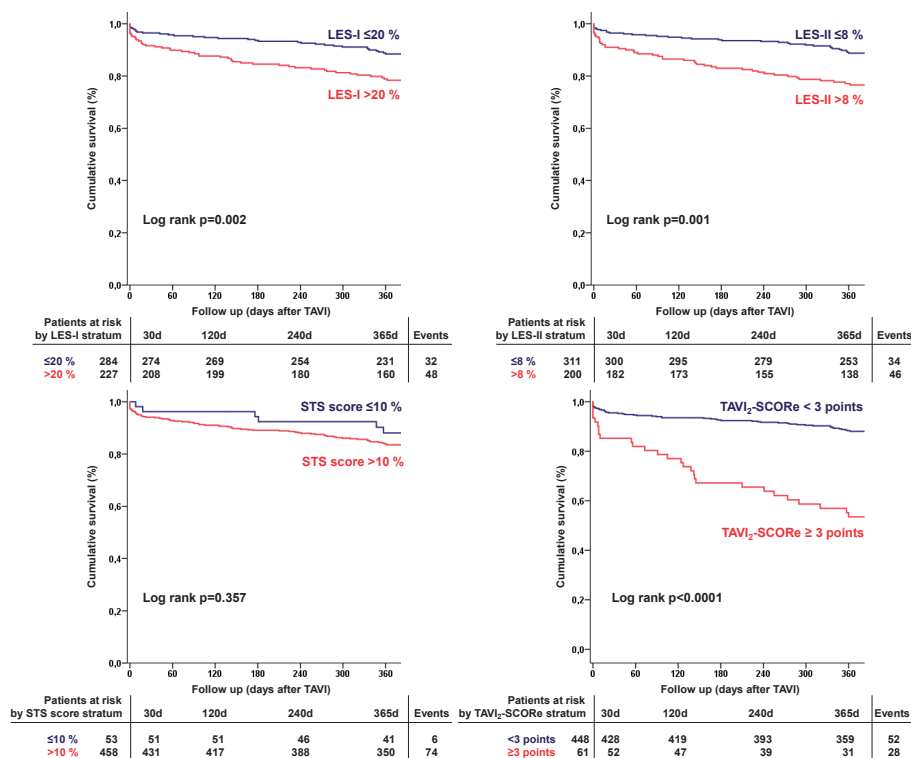 1,0
0,8
0,6
0,4
0,2
0,0
Cumulative survival (%)
LES-I ≤20 %
LES-I >20 %
Log rank p=0.002
0 60 120 180 240 300 360
Follow up (days after TAVI)
Patients at risk
by LES-I stratum 30d 120d 240d 365d Events
≤20 % 284 274 269 254 231 32
>20 % 227 208 199 180 160 48
1,0
0,8
0,6
0,4
0,2
0,0
Cumulative survival (%)
LES-II ≤8 %
LES-II >8 %
Log rank p=0.001
0 60 120 180 240 300 360
Follow up (days after TAVI)
Patients at risk
by LES-II stratum 30d 120d 240d 365d Events
≤8 % 311 300 295 279 253 34
>8 % 200 182 173 155 138 46
1,0
0,8
0,6
0,4
0,2
0,0
Cumulative survival (%)
STS score ≤10 %
STS score >10 %
Log rank p=0.357
0 60 120 180 240 300 360
Follow up (days after TAVI)
Patients at risk
by STS score stratum 30d 120d 240d 365d Events
≤10 % 53 51 51 46 41 6
>10 % 458 431 417 388 350 74
1,0
0,8
0,6
0,4
0,2
0,0
Cumulative survival (%)
TAVI₂-SCORe < 3 points
TAVI₂-SCORe ≥ 3 points
Log rank p<0.0001
0 60 120 180 240 300 360
Follow up (days after TAVI)
Patients at risk
by TAVI₂-SCORe stratum 30d 120d 240d 365d Events
<3 points 448 428 419 393 359 52
≥3 points 61 52 47 39 31 28